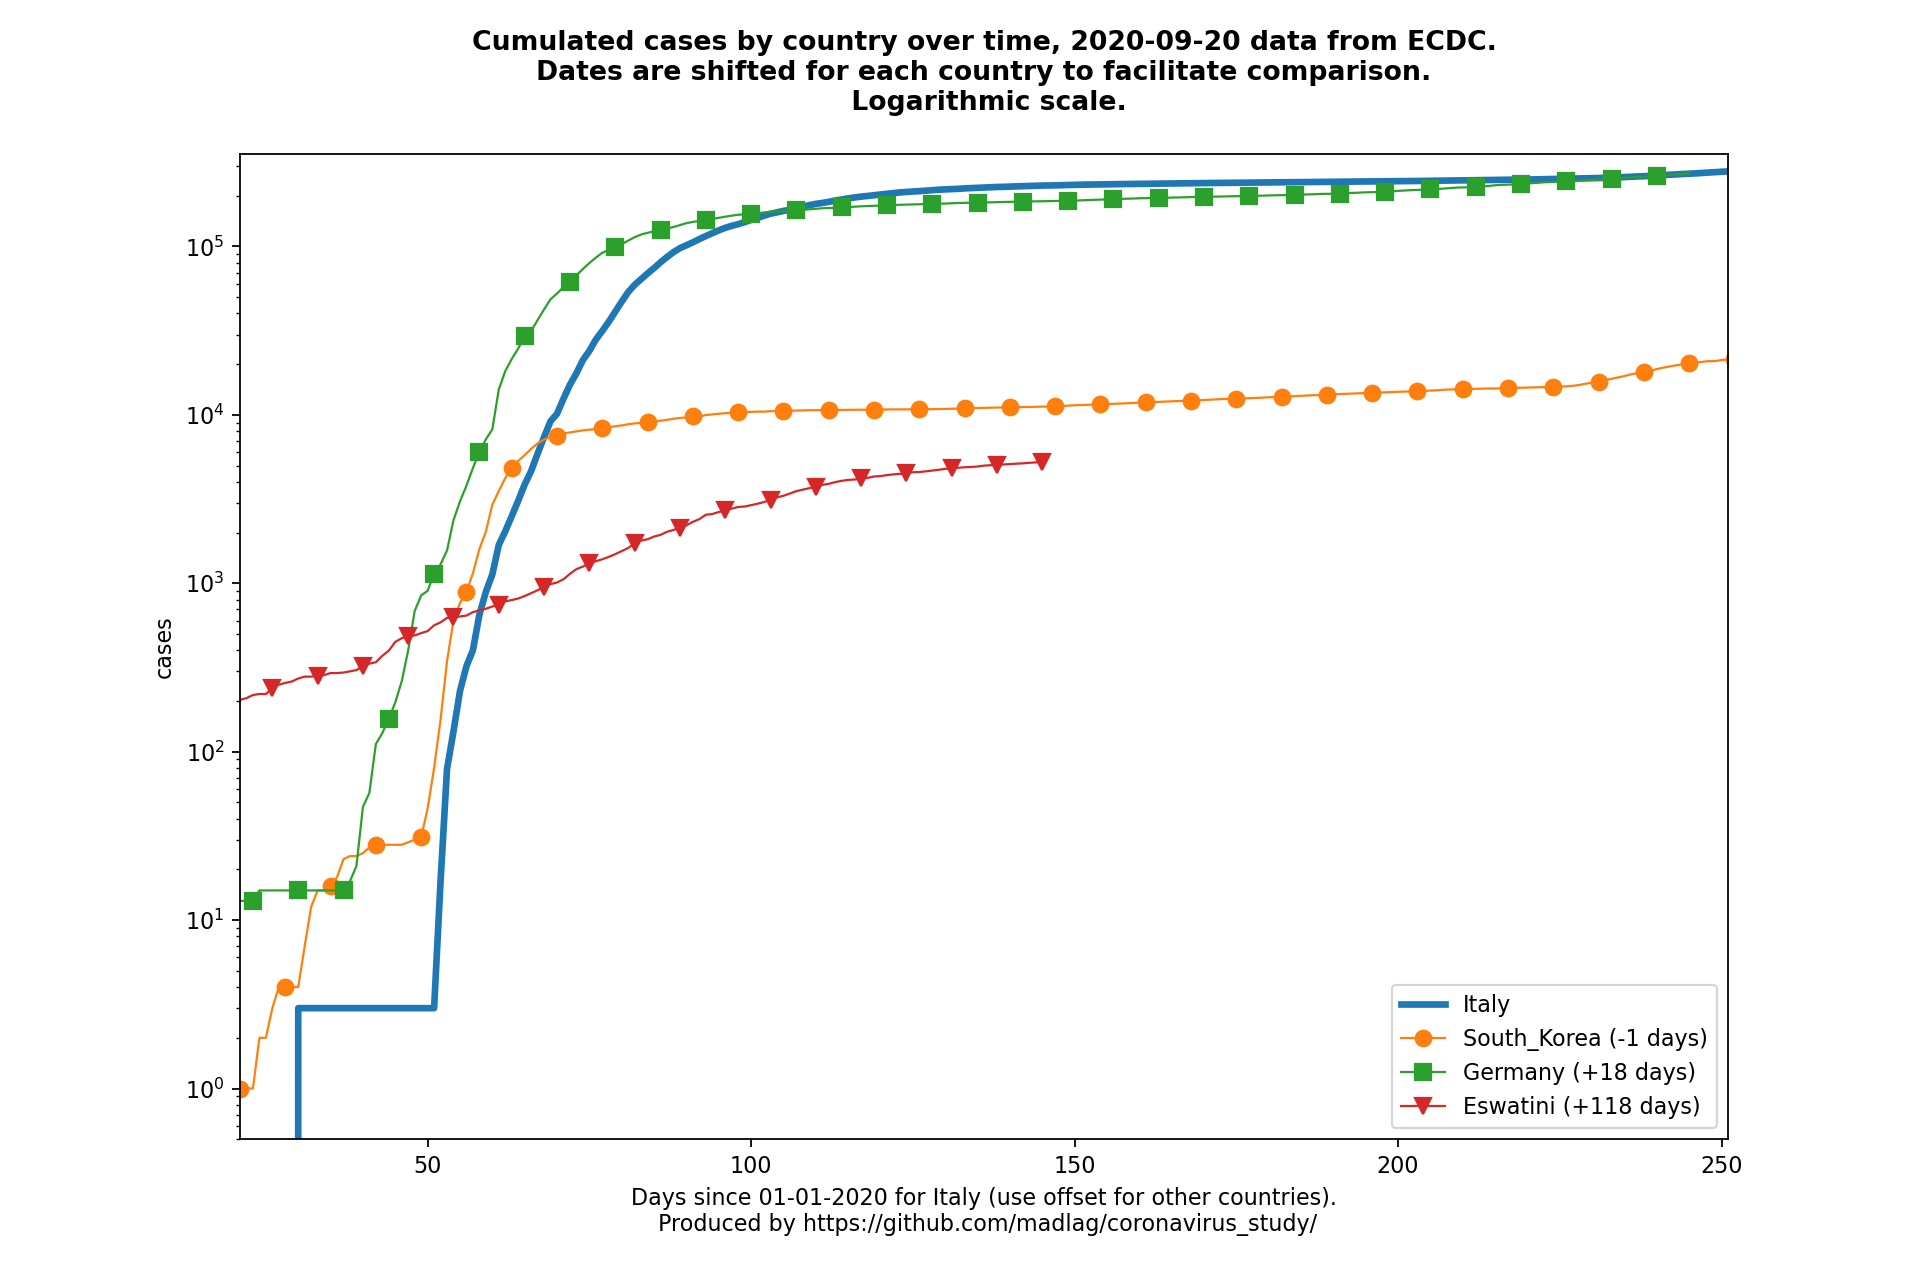 Cumulated cases by country over time, 2020-09-20 data from ECDC.
Dates are shifted for each country to facilitate comparison.
Logarithmic scale.
10^5
10^4
10^3
10^2
10^1
10^0
cases
Italy
South_Korea (-1 days)
Germany (+18 days)
Eswatini (+118 days)
50 100 150 200 250
Days since 01-01-2020 for Italy (use offset for other countries).
Produced by https://github.com/madlag/coronavirus_study/